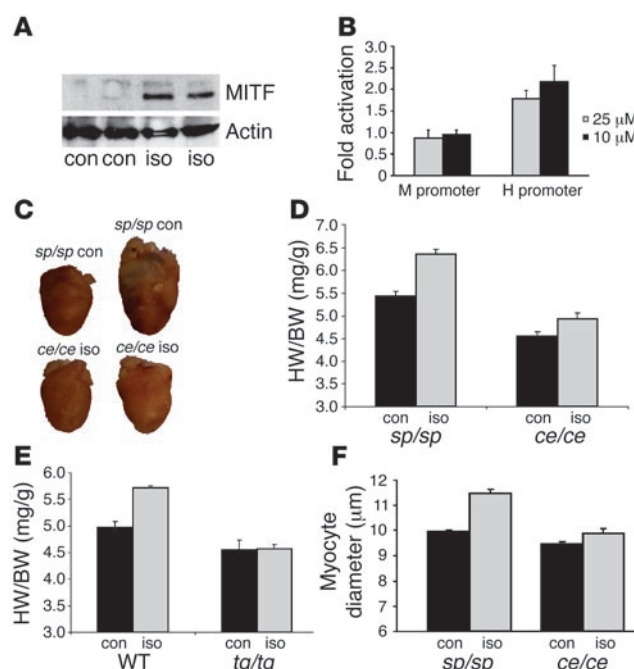 A
MITF
Actin
con con iso iso
B
Fold activation
3.0
2.5
2.0
1.5
1.0
0.5
0
M promoter H promoter
25 µM
10 µM
C
sp/sp con
sp/sp con
ce/ce iso
ce/ce iso
D
HW/BW (mg/g)
7.0
6.5
6.0
5.5
5.0
4.5
4.0
3.5
3.0
con iso con iso
sp/sp ce/ce
E
HW/BW (mg/g)
6.0
5.5
5.0
4.5
4.0
3.5
3.0
con iso con iso
WT tg/tg
F
Myocyte
diameter (µm)
12
11
10
9
8
7
6
con iso con iso
sp/sp ce/ce